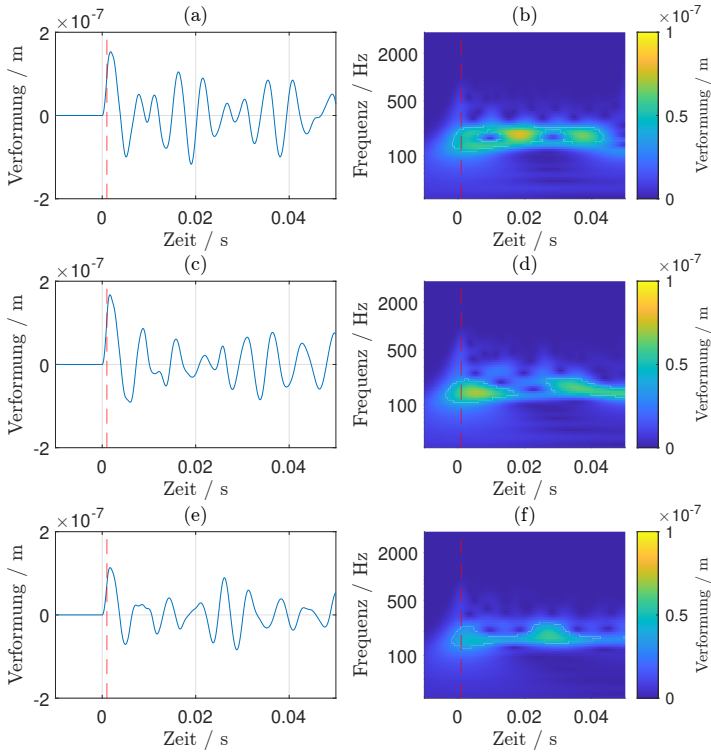 (a) (b)
×10⁻⁷ ×10⁻⁷
2 3000 1
Verformung / m 0 Frequenz / Hz 500 0.5 Verformung / m
100
-2 0
0 0.02 0.04 0 0.02 0.04
Zeit / s Zeit / s
(c) (d)
×10⁻⁷ ×10⁻⁷
2 2000 1
Verformung / m 0 Frequenz / Hz 500 0.5 Verformung / m
100
-2 0
0 0.02 0.04 0 0.02 0.04
Zeit / s Zeit / s
(e) (f)
×10⁻⁷ ×10⁻⁷
2 2000 1
Verformung / m 0 Frequenz / Hz 500 0.5 Verformung / m
100
-2 0
0 0.02 0.04 0 0.02 0.04
Zeit / s Zeit / s